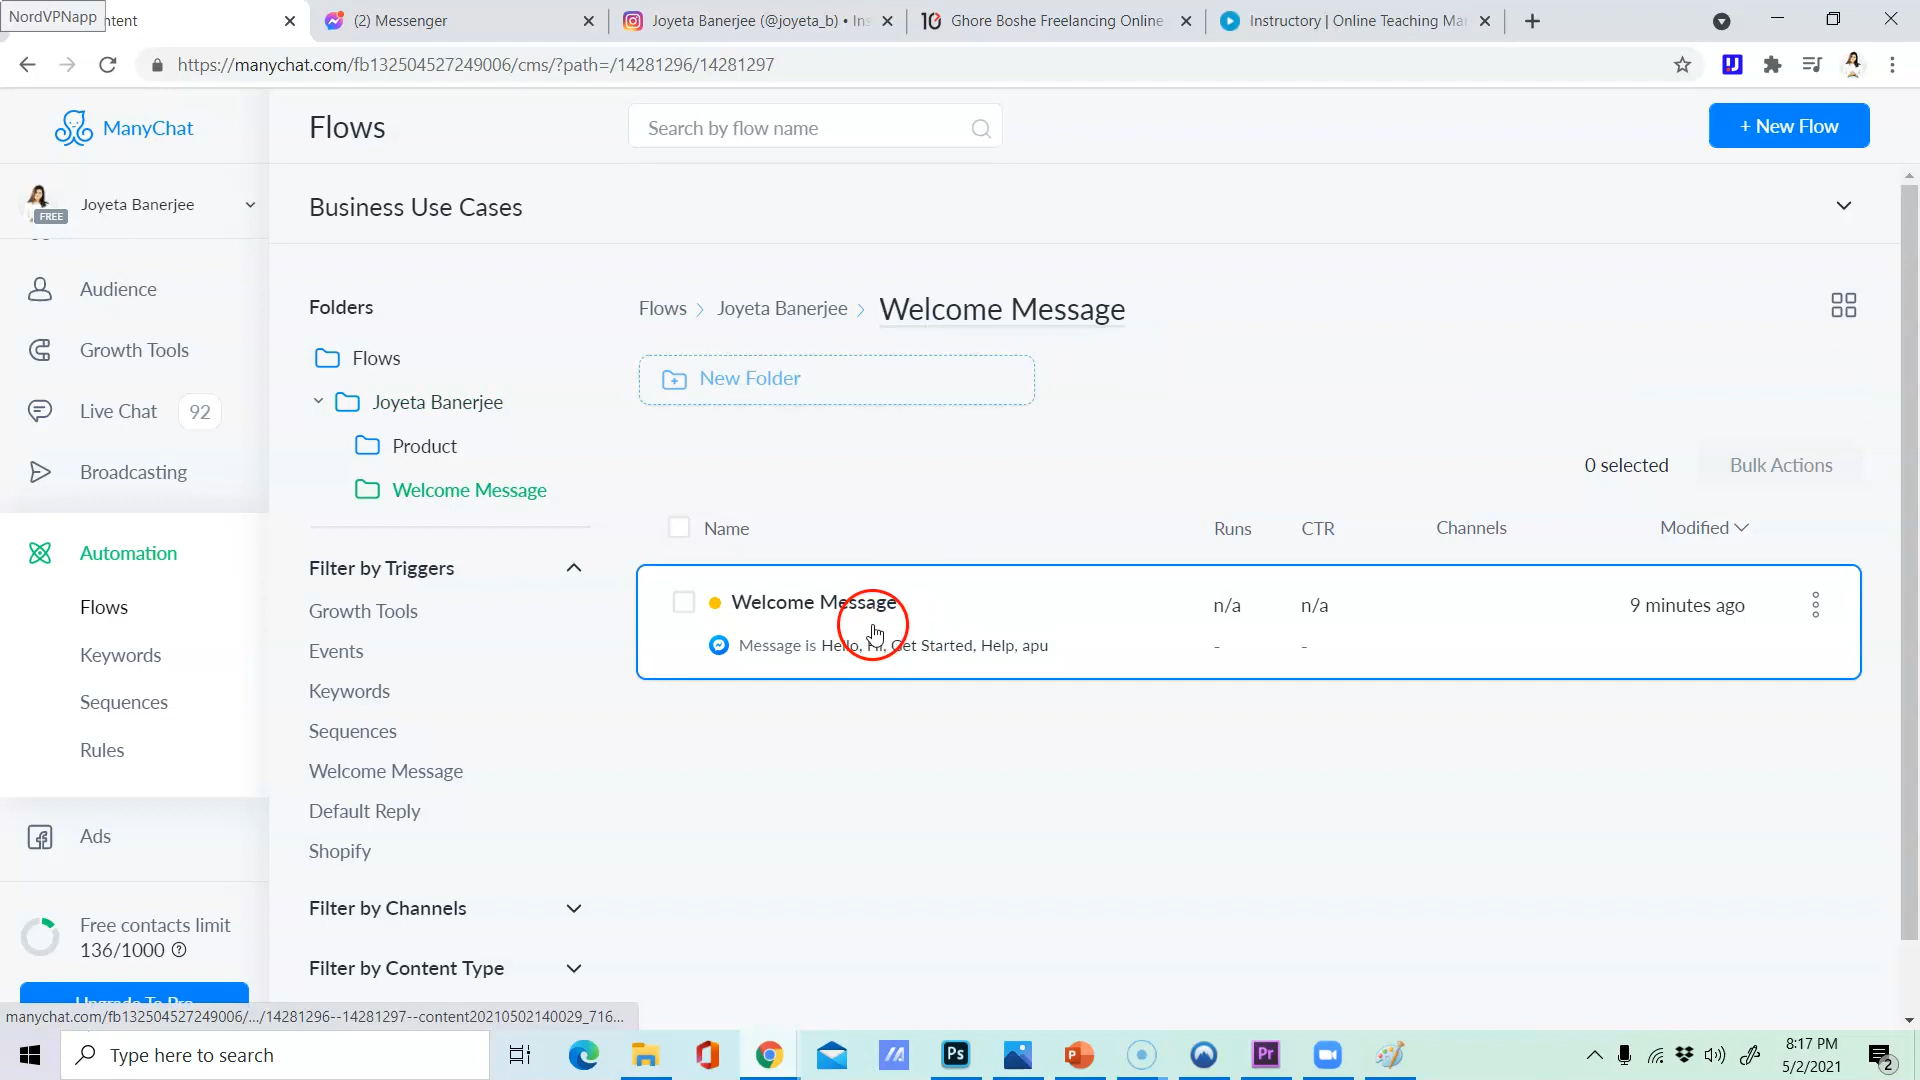 NordVPNapp
ntent
(2) Messenger
Joyeta Banerjee (@joyeta_b) • Ins
Ghore Boshe Freelancing Online
Instructory | Online Teaching Mar
https://manychat.com/fb132504527249006/cms/?path=/14281296/14281297
ManyChat
Flows
Search by flow name
+ New Flow
FREE
Joyeta Banerjee
Business Use Cases
Audience
Growth Tools
Live Chat 92
Broadcasting
Automation
Flows
Keywords
Sequences
Rules
Ads
Free contacts limit
136/1000
Upgrade To Pro
Folders
Flows
Joyeta Banerjee
Product
Welcome Message
Filter by Triggers
Growth Tools
Events
Keywords
Sequences
Welcome Message
Default Reply
Shopify
Filter by Channels
Filter by Content Type
Flows > Joyeta Banerjee > Welcome Message
New Folder
0 selected Bulk Actions
Name Runs CTR Channels Modified
Welcome Message n/a n/a 9 minutes ago
Message is Hello, Hi, Get Started, Help, apu - -
manychat.com/fb132504527249006/.../14281296--14281297--content20210502140029_716...
Type here to search
Ps
Pr
8:17 PM
5/2/2021
2